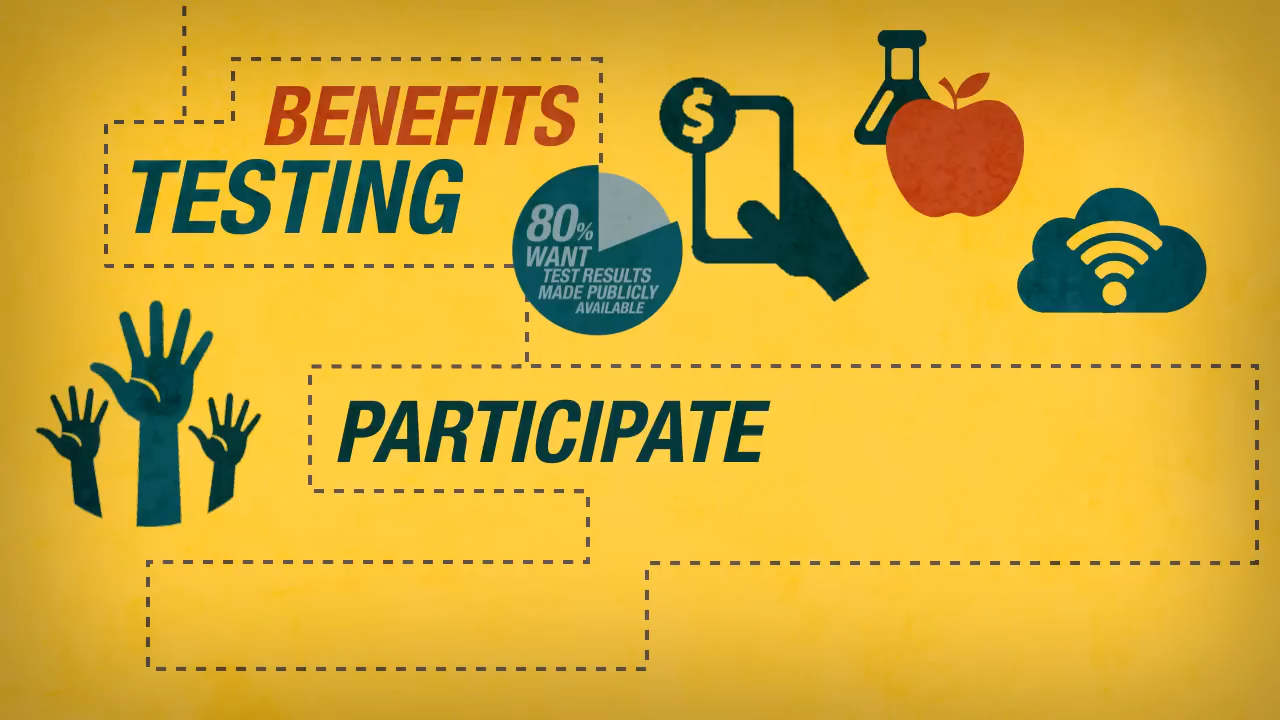 BENEFITS
TESTING
$
80%
WANT
TEST RESULTS
MADE PUBLICLY
AVAILABLE
PARTICIPATE